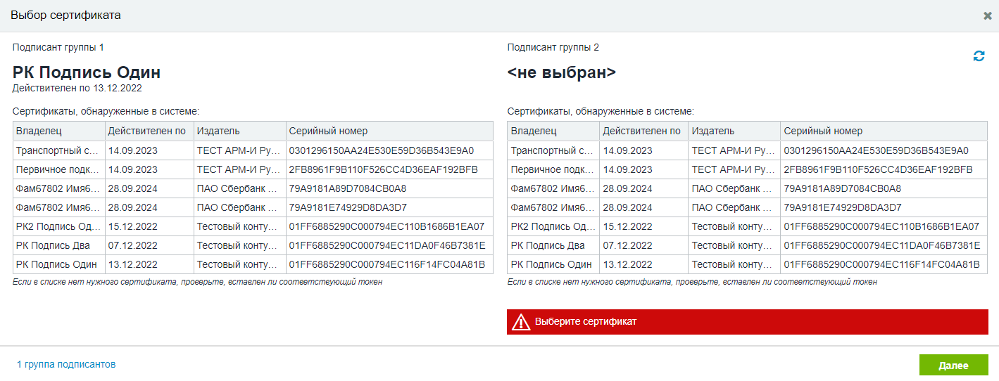 Выбор сертификата
Подписант группы 1
РК Подпись Один
Действителен по 13.12.2022
Сертификаты, обнаруженные в системе:
Владелец Действителен по Издатель Серийный номер
Транспортный с... 14.09.2023 ТЕСТ АРМ-И Ру... 0301296150AA24E530E59D36B543E9A0
Первичное подк... 14.09.2023 ТЕСТ АРМ-И Ру... 2FB8961F9B110F526CC4D36EAF192BFB
Фам67802 Имя6... 28.09.2024 ПАО Сбербанк ... 79A9181A89D7084CB0A8
Фам67802 Имя6... 28.09.2024 ПАО Сбербанк ... 79A9181E74929D8DA3D7
РК2 Подпись Од... 15.12.2022 Тестовый конту... 01FF6885290C000794EC110B1686B1EA07
РК Подпись Два 07.12.2022 Тестовый конту... 01FF6885290C000794EC11DA0F46B7381E
РК Подпись Один 13.12.2022 Тестовый конту... 01FF6885290C000794EC116F14FC04A81B
Если в списке нет нужного сертификата, проверьте, вставлен ли соответствующий токен
Подписант группы 2
<не выбран>
Сертификаты, обнаруженные в системе:
Владелец Действителен по Издатель Серийный номер
Транспортный с... 14.09.2023 ТЕСТ АРМ-И Ру... 0301296150AA24E530E59D36B543E9A0
Первичное подк... 14.09.2023 ТЕСТ АРМ-И Ру... 2FB8961F9B110F526CC4D36EAF192BFB
Фам67802 Имя6... 28.09.2024 ПАО Сбербанк ... 79A9181A89D7084CB0A8
Фам67802 Имя6... 28.09.2024 ПАО Сбербанк ... 79A9181E74929D8DA3D7
РК2 Подпись Од... 15.12.2022 Тестовый конту... 01FF6885290C000794EC110B1686B1EA07
РК Подпись Два 07.12.2022 Тестовый конту... 01FF6885290C000794EC11DA0F46B7381E
РК Подпись Один 13.12.2022 Тестовый конту... 01FF6885290C000794EC116F14FC04A81B
Если в списке нет нужного сертификата, проверьте, вставлен ли соответствующий токен
Выберите сертификат
1 группа подписантов
Далее